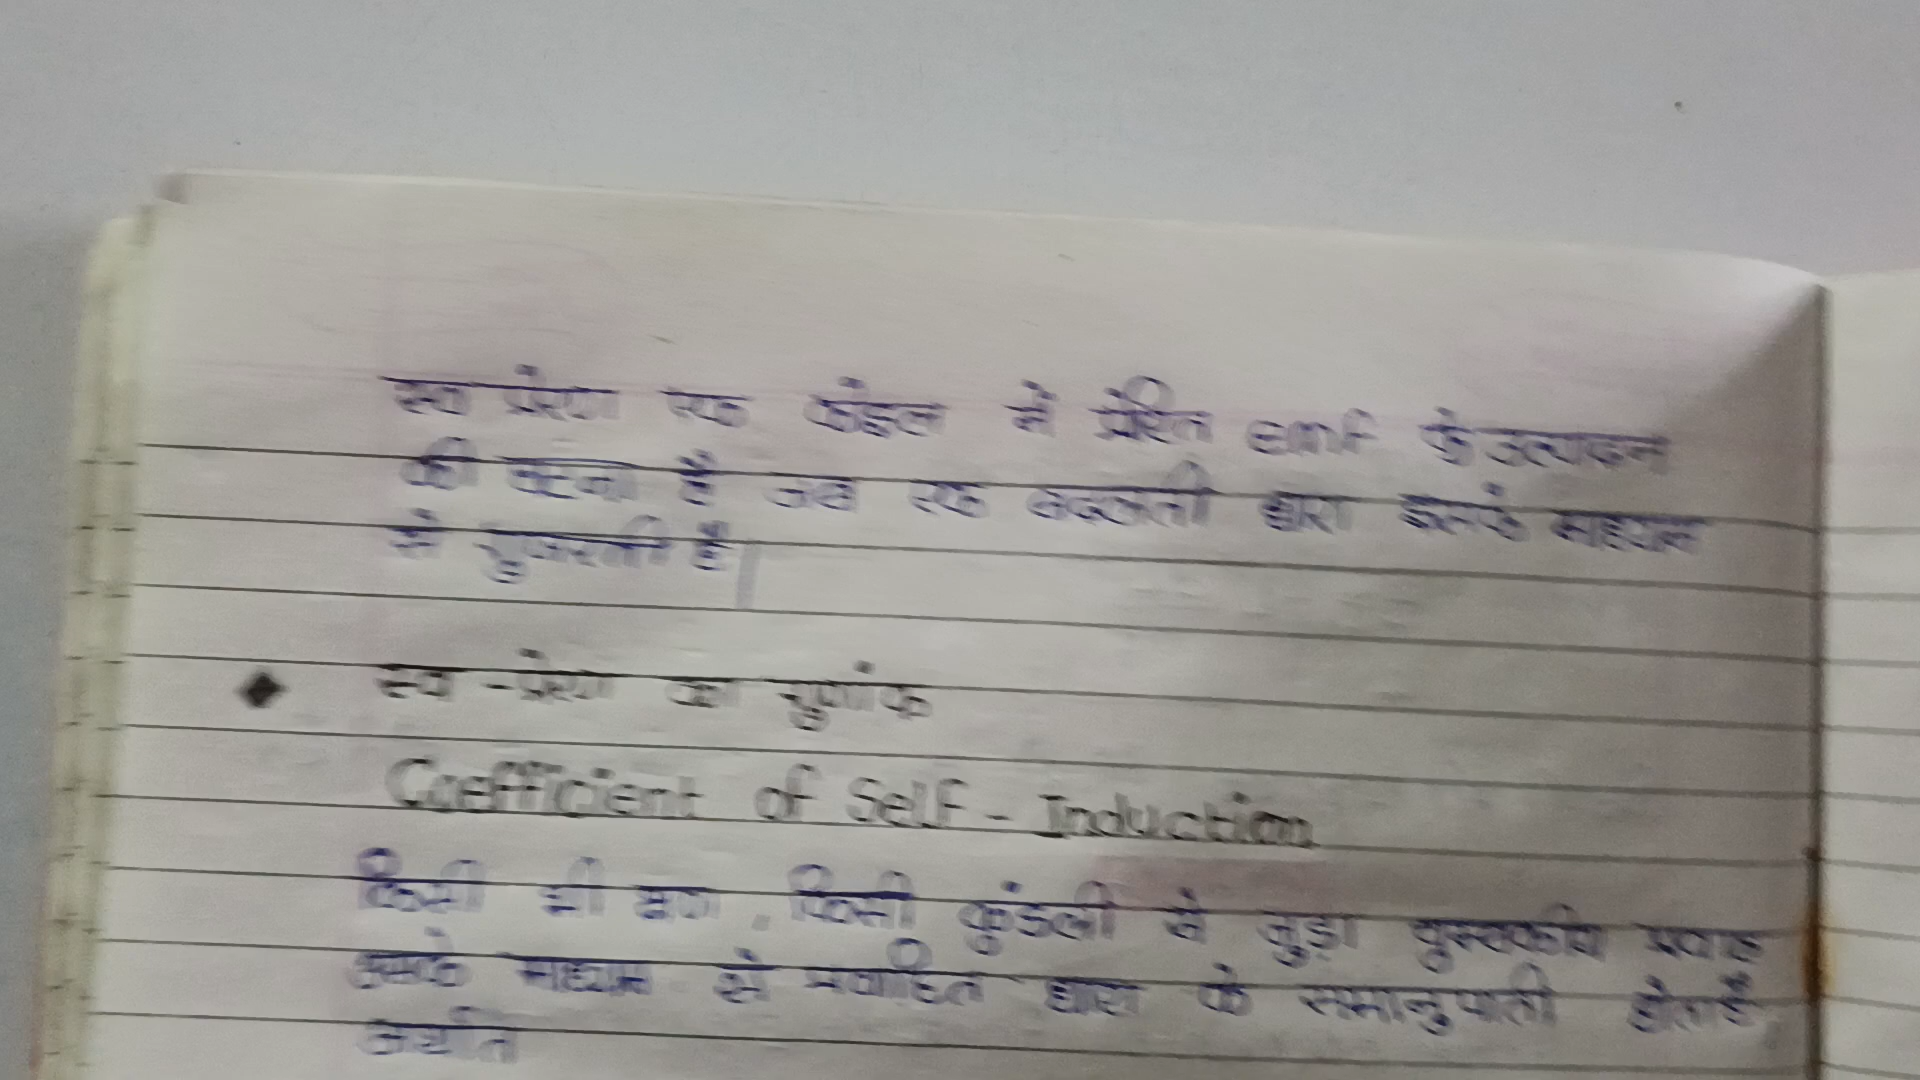 स्व प्रेरण एक कंडल में प्रेरित emf के उत्पादन
की घटना है जब एक बदलती धारा इसके माध्यम
से गुजरती है|
स्व -प्रेरण का गुणांक
Coefficient of Self - Induction
किसी भी क्षण, किसी कुंडली से जुड़ा चुम्बकीय प्रवाह
उसके माध्यम से प्रवाहित धारा के समानुपाती होता है,
अर्थात